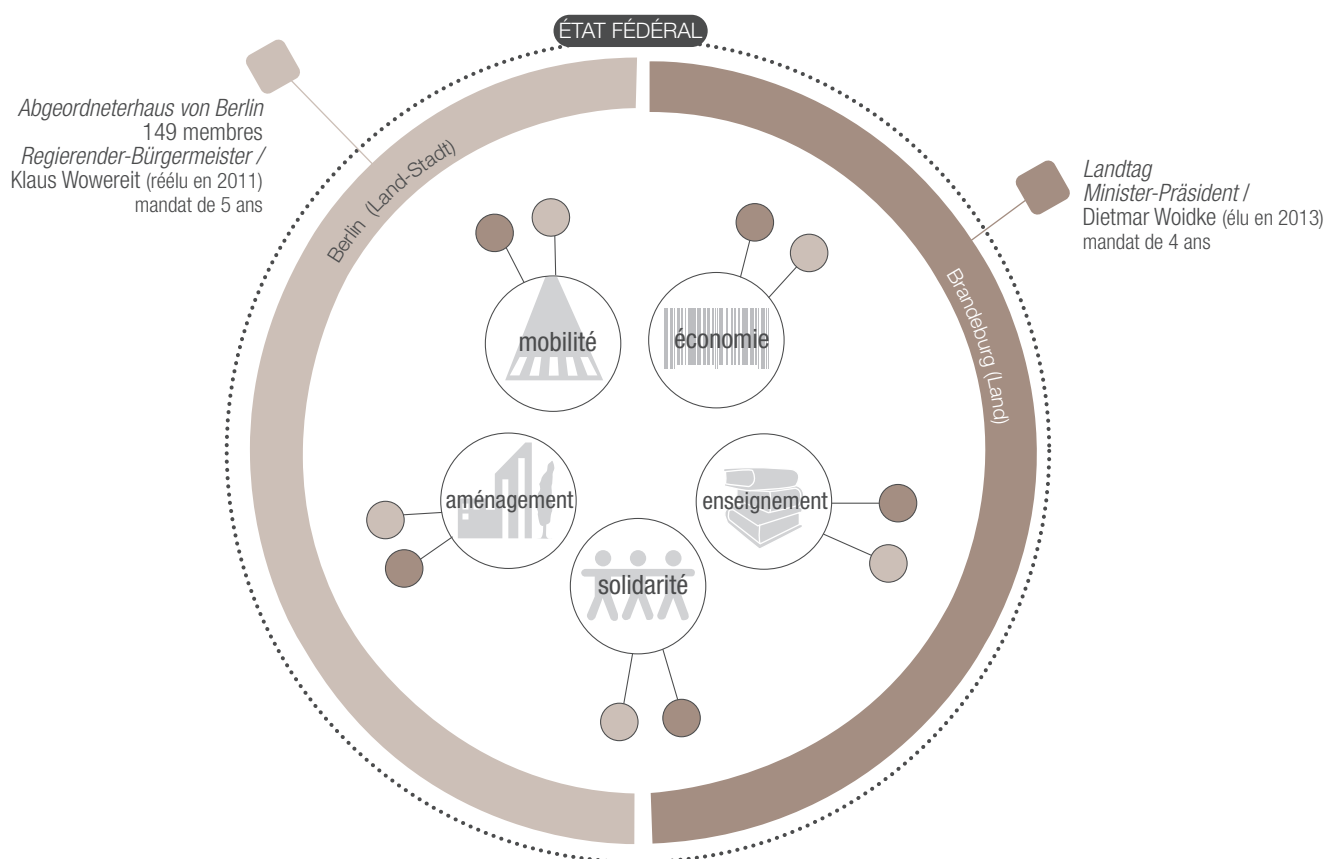 ÉTAT FÉDÉRAL
Abgeordneterhaus von Berlin
149 membres
Regierender-Bürgermeister /
Klaus Wowereit (réélu en 2011)
mandat de 5 ans
Berlin (Land-Stadt)
Landtag
Minister-Präsident /
Dietmar Woidke (élu en 2013)
mandat de 4 ans
Brandeburg (Land)
mobilité
économie
aménagement
enseignement
solidarité